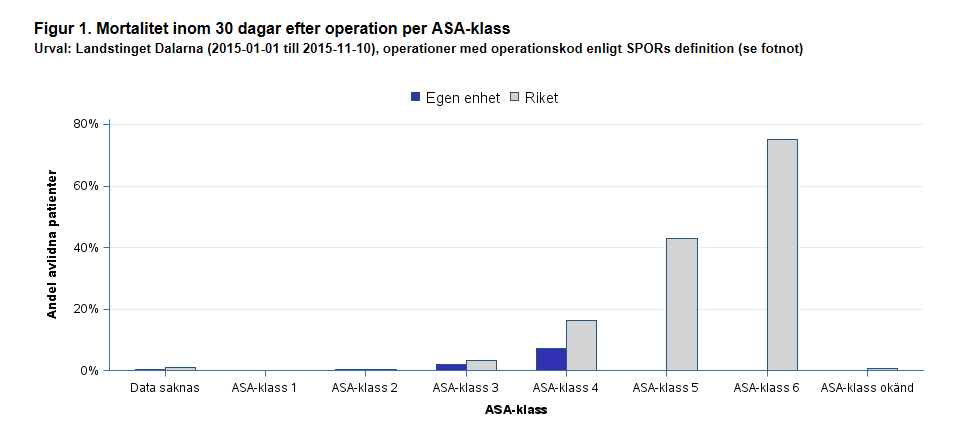 Figur 1. Mortalitet inom 30 dagar efter operation per ASA-klass
Urval: Landstinget Dalarna (2015-01-01 till 2015-11-10), operationer med operationskod enligt SPORs definition (se fotnot)
Egen enhet Riket
Andel avlidna patienter
80%
60%
40%
20%
0%
Data saknas ASA-klass 1 ASA-klass 2 ASA-klass 3 ASA-klass 4 ASA-klass 5 ASA-klass 6 ASA-klass okänd
ASA-klass